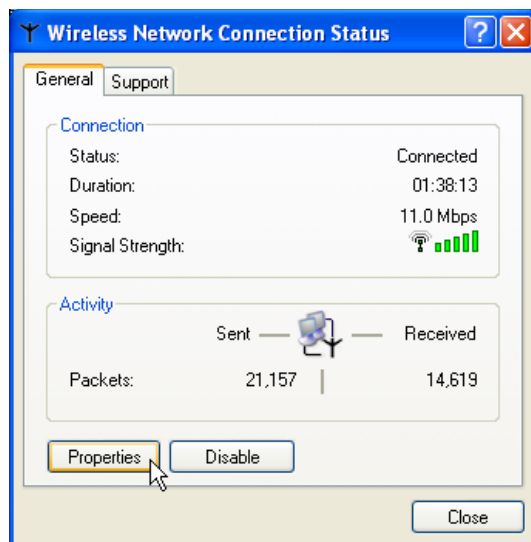 Wireless Network Connection Status
General Support
Connection
Status: Connected
Duration: 01:38:13
Speed: 11.0 Mbps
Signal Strength:
Activity
Sent Received
Packets: 21,157 14,619
Properties Disable
Close